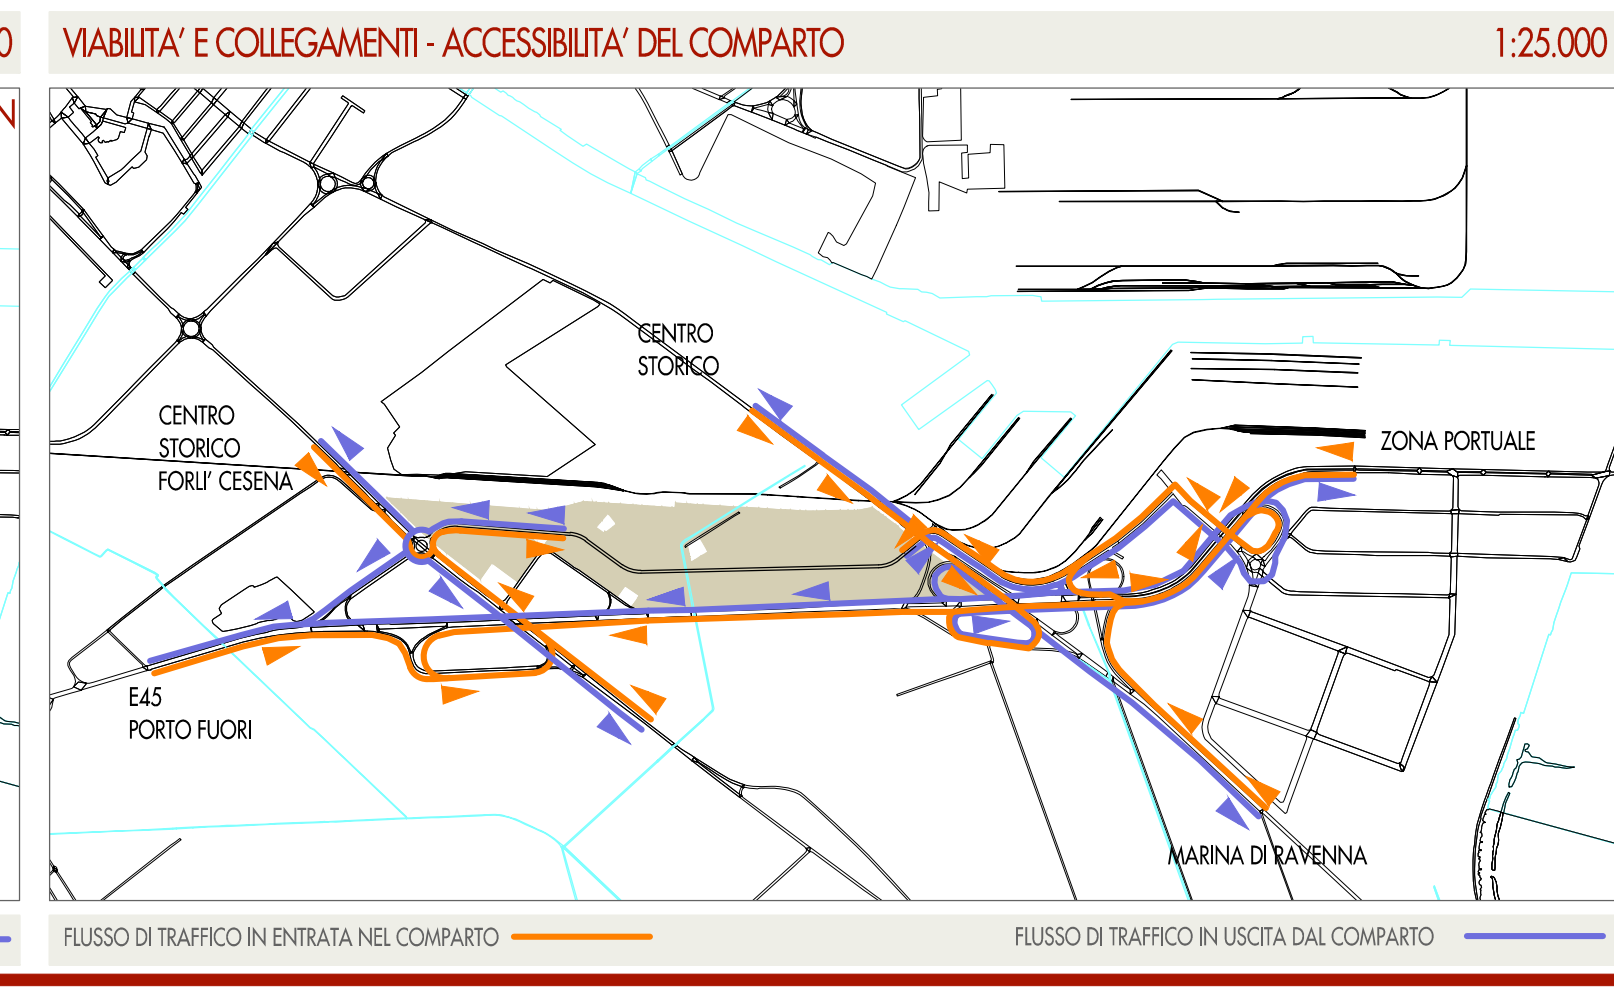 0
VIABILITA' E COLLEGAMENTI - ACCESSIBILITA' DEL COMPARTO
1:25.000
N
CENTRO
STORICO
CENTRO
STORICO
FORLI' CESENA
ZONA PORTUALE
E45
PORTO FUORI
MARINA DI RAVENNA
FLUSSO DI TRAFFICO IN ENTRATA NEL COMPARTO
FLUSSO DI TRAFFICO IN USCITA DAL COMPARTO